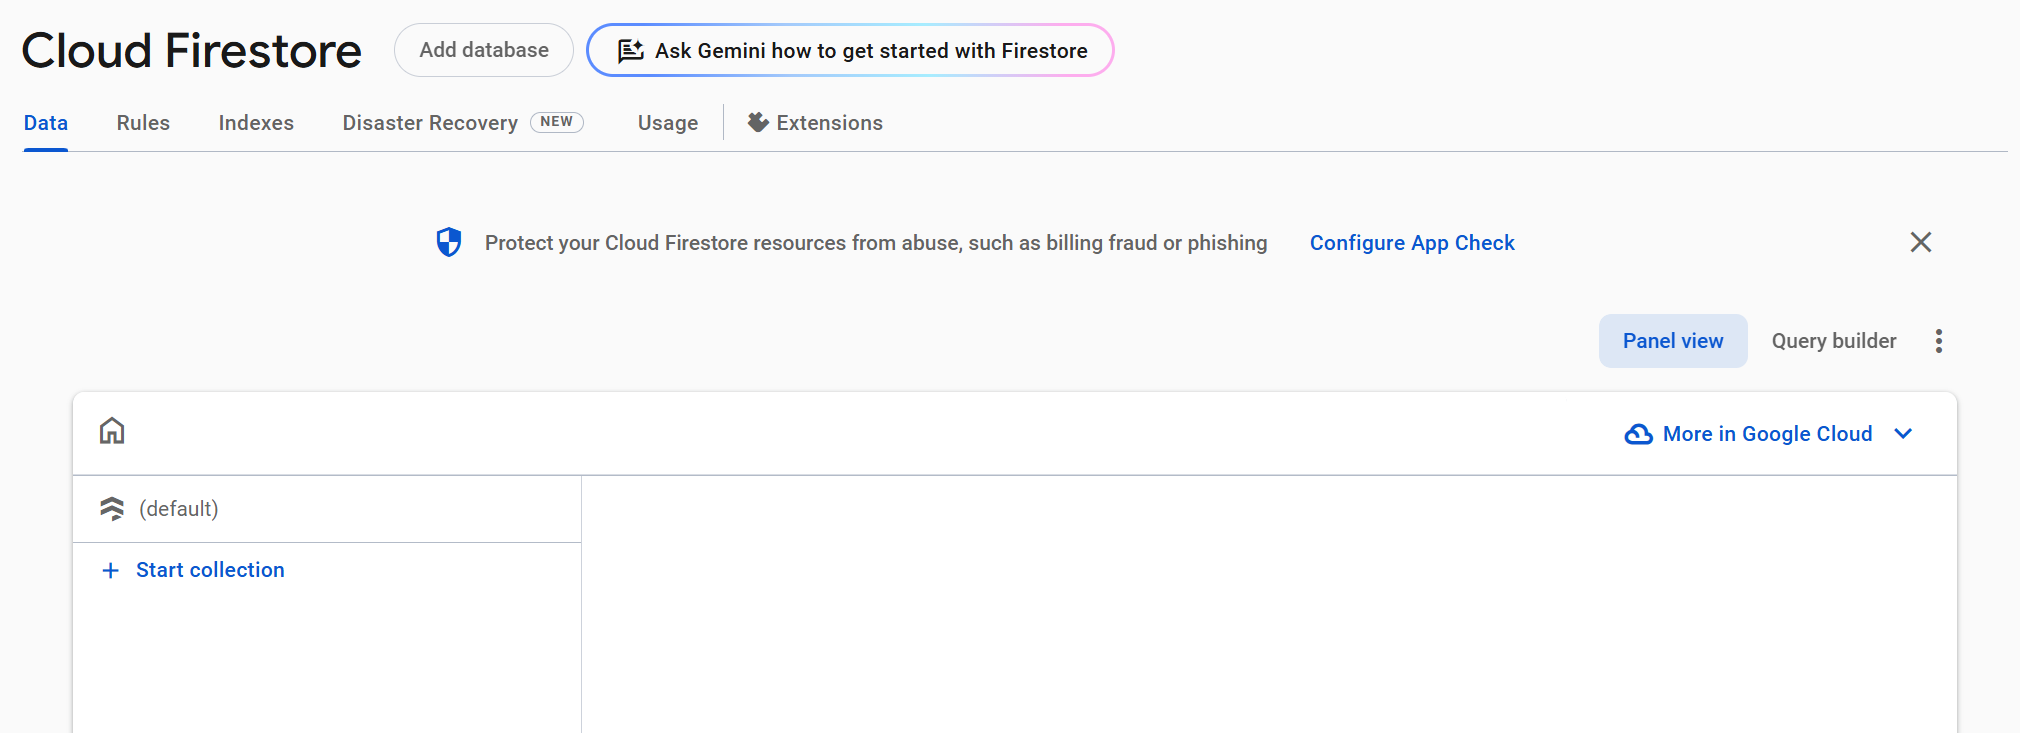 Cloud Firestore
Add database
Ask Gemini how to get started with Firestore
Data
Rules
Indexes
Disaster Recovery
NEW
Usage
Extensions
Protect your Cloud Firestore resources from abuse, such as billing fraud or phishing
Configure App Check
Panel view
Query builder
More in Google Cloud
(default)
+ Start collection